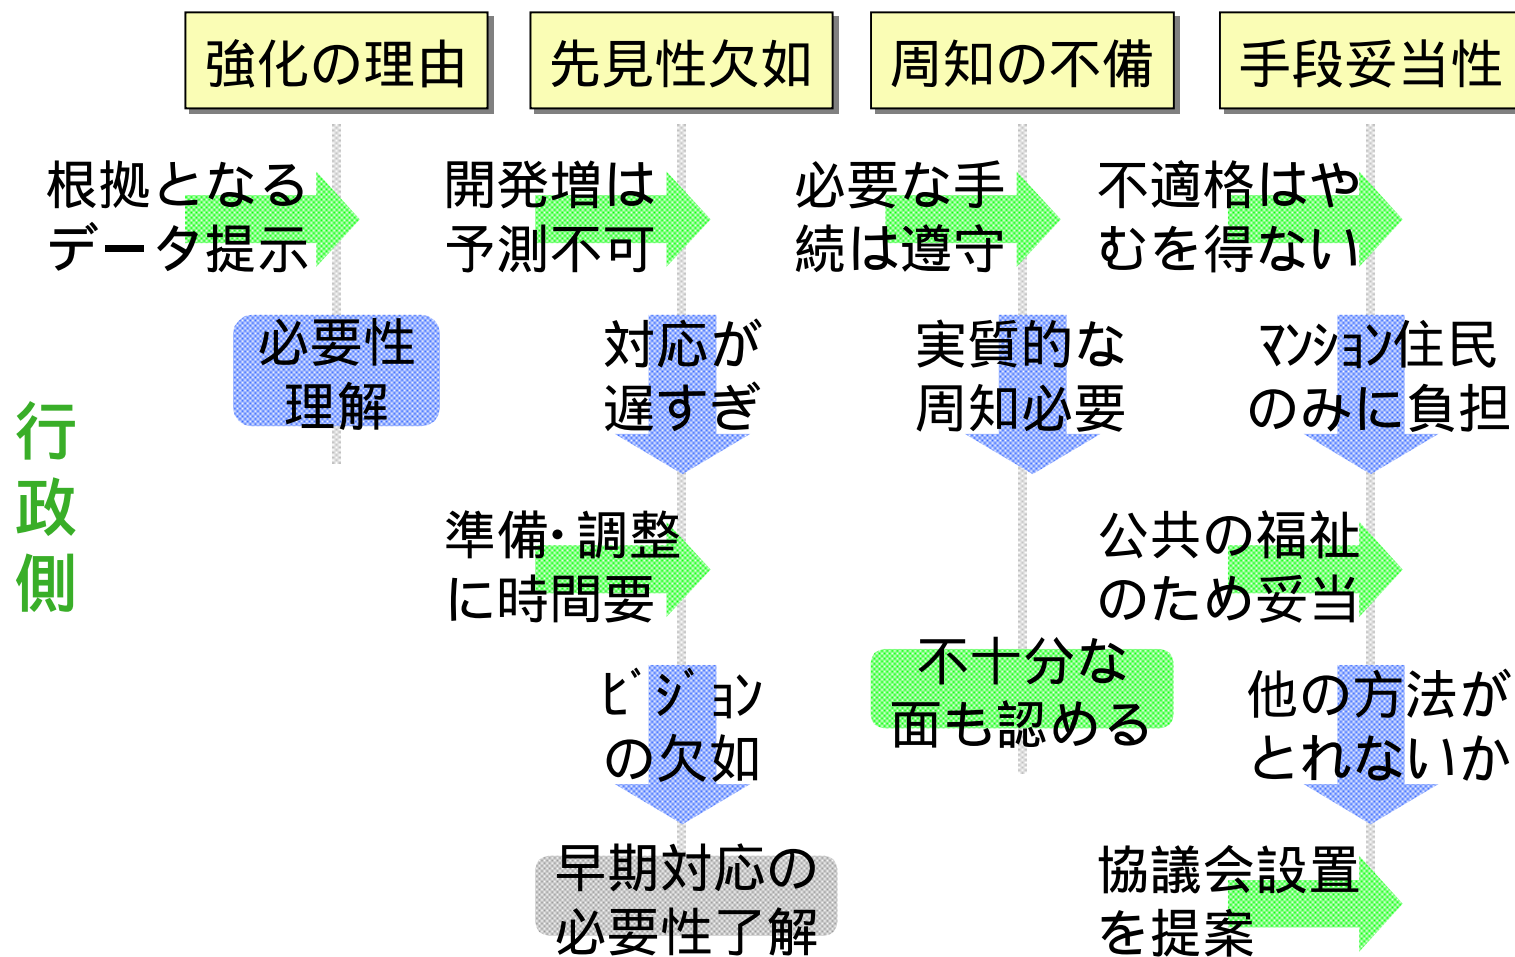 強化の理由
先見性欠如
周知の不備
手段妥当性
根拠となる
データ提示
開発増は
予測不可
必要な手
続は遵守
不適格はや
むを得ない
必要性
理解
対応が
遅すぎ
実質的な
周知必要
ﾏﾝｼｮﾝ住民
のみに負担
行
政
側
準備･調整
に時間要
公共の福祉
のため妥当
不十分な
面も認める
ﾋﾞｼﾞｮﾝ
の欠如
他の方法が
とれないか
早期対応の
必要性了解
協議会設置
を提案